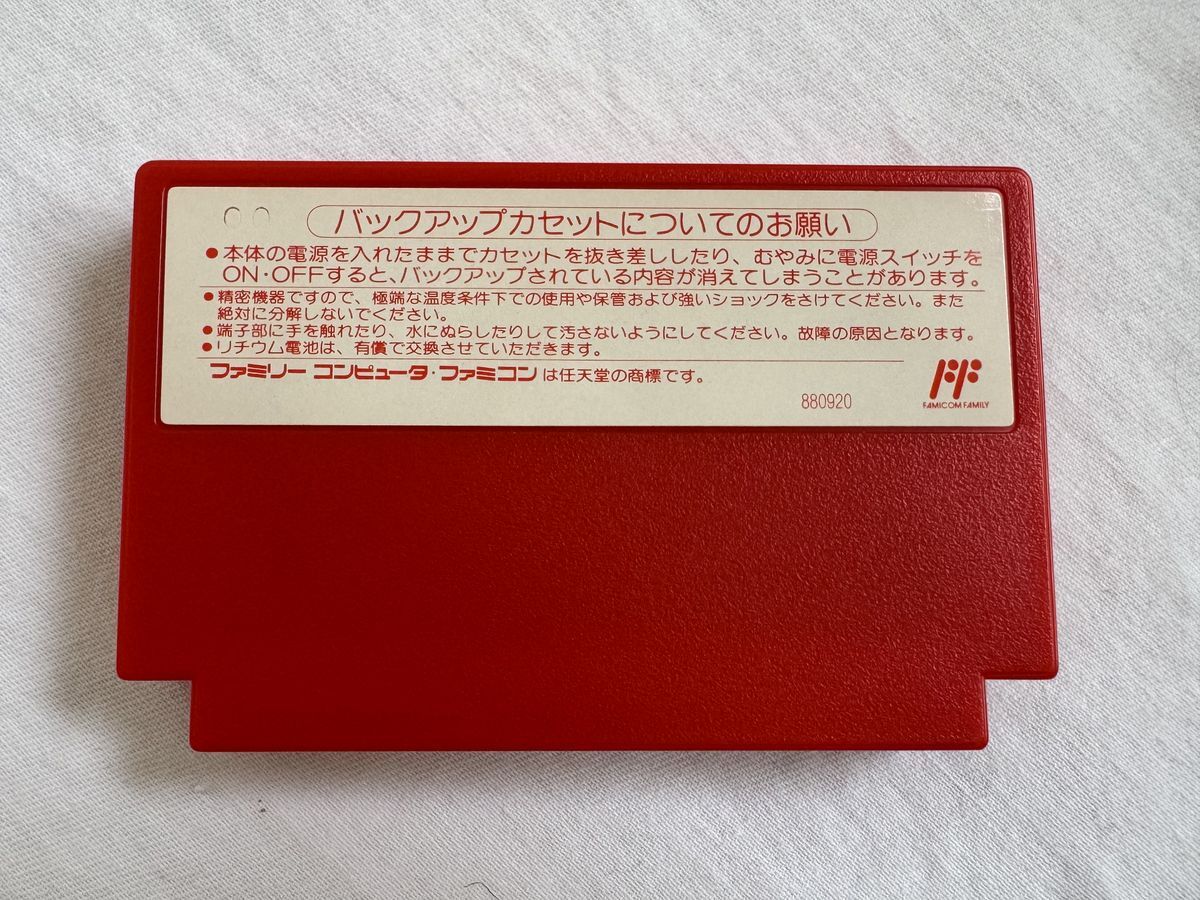 バックアップカセットについてのお願い
●本体の電源を入れたままでカセットを抜き差ししたり、むやみに電源スイッチを
ON・OFFすると、バックアップされている内容が消えてしまうことがあります。
●精密機器ですので、極端な温度条件下での使用や保管および強いショックをさけてください。また
絶対に分解しないでください。
●端子部に手を触れたり、水にぬらしたりして汚さないようにしてください。故障の原因となります。
●リチウム電池は、有償で交換させていただきます。
ファミリー コンピュータ・ファミコンは任天堂の商標です。
880920
FAMICOM FAMILY